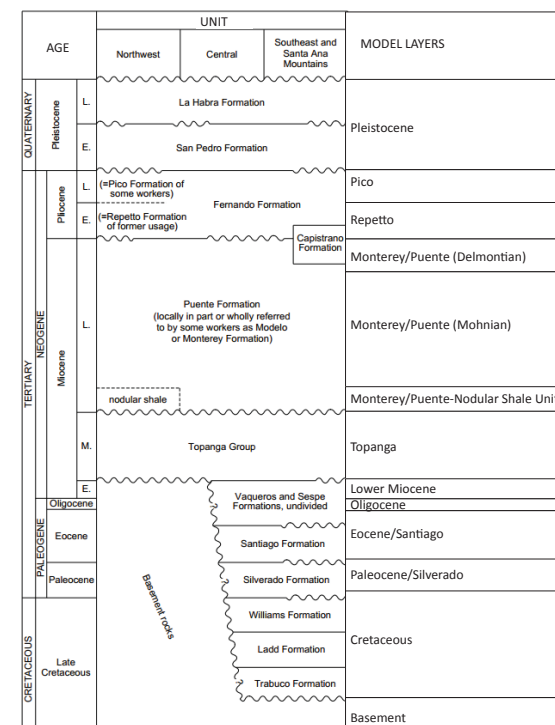 UNIT
AGE
Northwest
Central
Southeast and
Santa Ana
Mountains
MODEL LAYERS
QUATERNARY
Pleistocene
L.
La Habra Formation
E.
San Pedro Formation
Pleistocene
TERTIARY
NEOGENE
Pliocene
L.
(=Pico Formation of
some workers)
Fernando Formation
Pico
E.
(=Repetto Formation
of former usage)
Repetto
Capistrano
Formation
Monterey/Puente (Delmontian)
Miocene
L.
Puente Formation
(locally in part or wholly referred
to by some workers as Modelo
or Monterey Formation)
Monterey/Puente (Mohnian)
nodular shale
Monterey/Puente-Nodular Shale Unit
M.
Topanga Group
Topanga
E.
Lower Miocene
PALEOGENE
Oligocene
Vaqueros and Sespe
Formations, undivided
Oligocene
?
Eocene
Santiago Formation
Eocene/Santiago
?
Paleocene
Silverado Formation
Paleocene/Silverado
?
Basement rocks
CRETACEOUS
Late
Cretaceous
Williams Formation
Ladd Formation
Cretaceous
?
Trabuco Formation
Basement